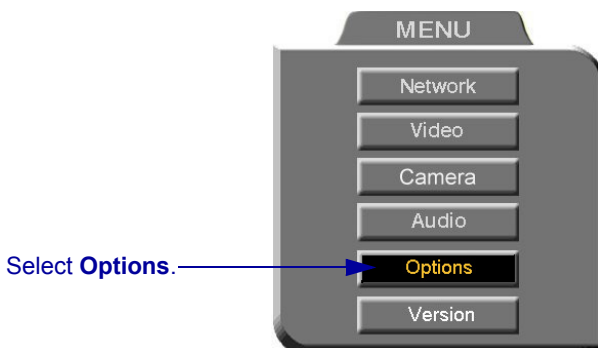 MENU
Network
Video
Camera
Audio
Select Options.
Options
Version